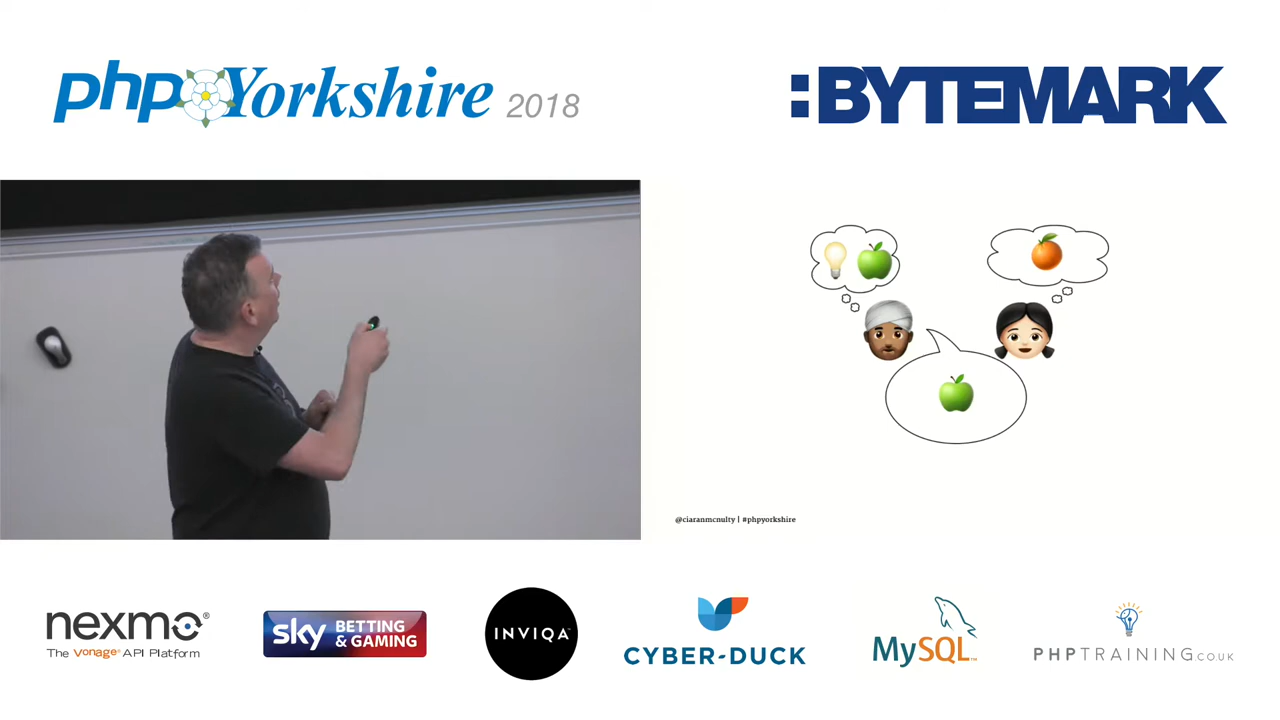 php Yorkshire 2018
:BYTEMARK
@ciaranmcnulty | #phpyorkshire
nexmo®
The Vonage® API Platform
sky BETTING
& GAMING
INVIQA
CYBER-DUCK
MySQL™
PHPTRAINING.CO.UK